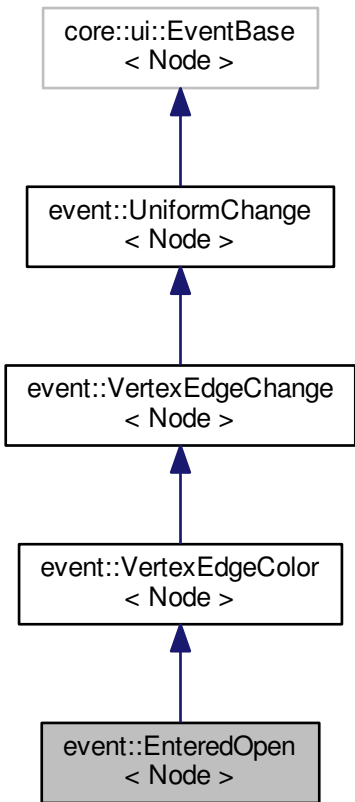 core::ui::EventBase
< Node >
event::UniformChange
< Node >
event::VertexEdgeChange
< Node >
event::VertexEdgeColor
< Node >
event::EnteredOpen
< Node >